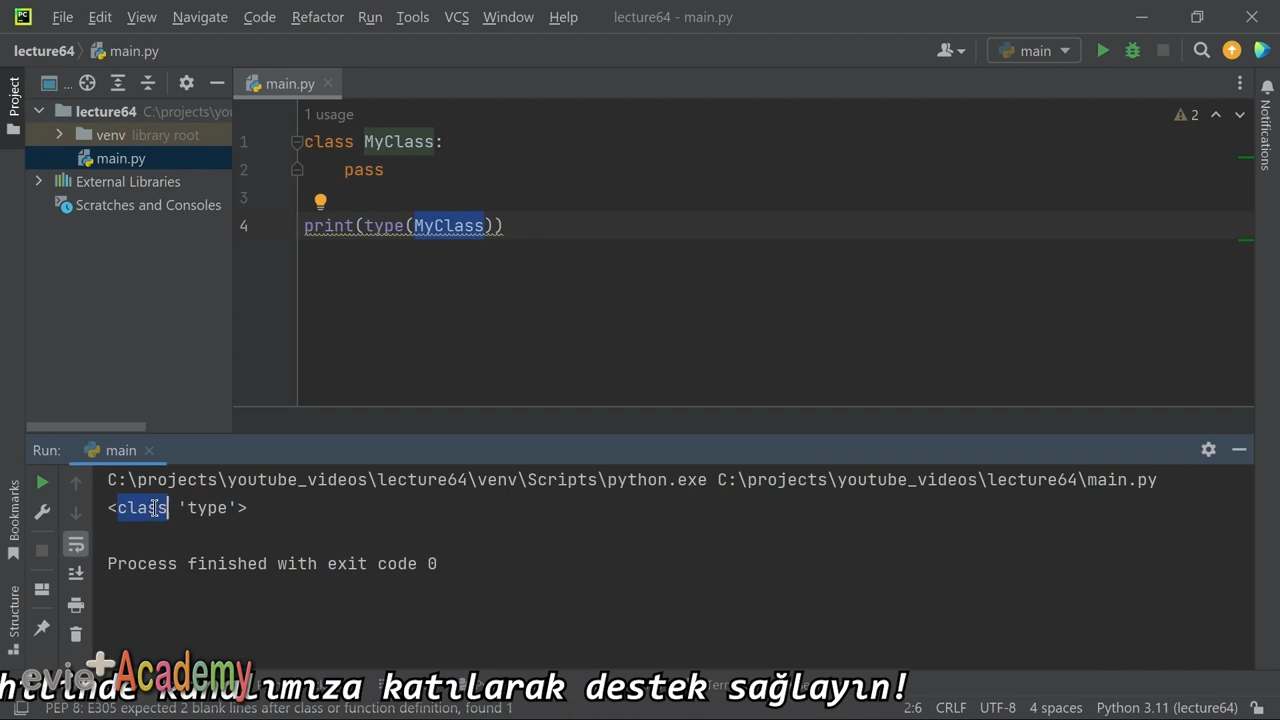 File Edit View Navigate Code Refactor Run Tools VCS Window Help lecture64 - main.py
lecture64 main.py main
Project ... main.py
lecture64 C:\projects\you
venv library root
main.py
External Libraries
Scratches and Consoles
1 usage
2
1 class MyClass:
2 pass
3
4 print(type(MyClass))
Notifications
Run: main
C:\projects\youtube_videos\lecture64\venv\Scripts\python.exe C:\projects\youtube_videos\lecture64\main.py
<class 'type'>
Process finished with exit code 0
Bookmarks
Structure
evie+Academy
kanalımıza katılarak destek sağlayın!
PEP 8: E305 expected 2 blank lines after class or function definition, found 1 2:6 CRLF UTF-8 4 spaces Python 3.11 (lecture64)